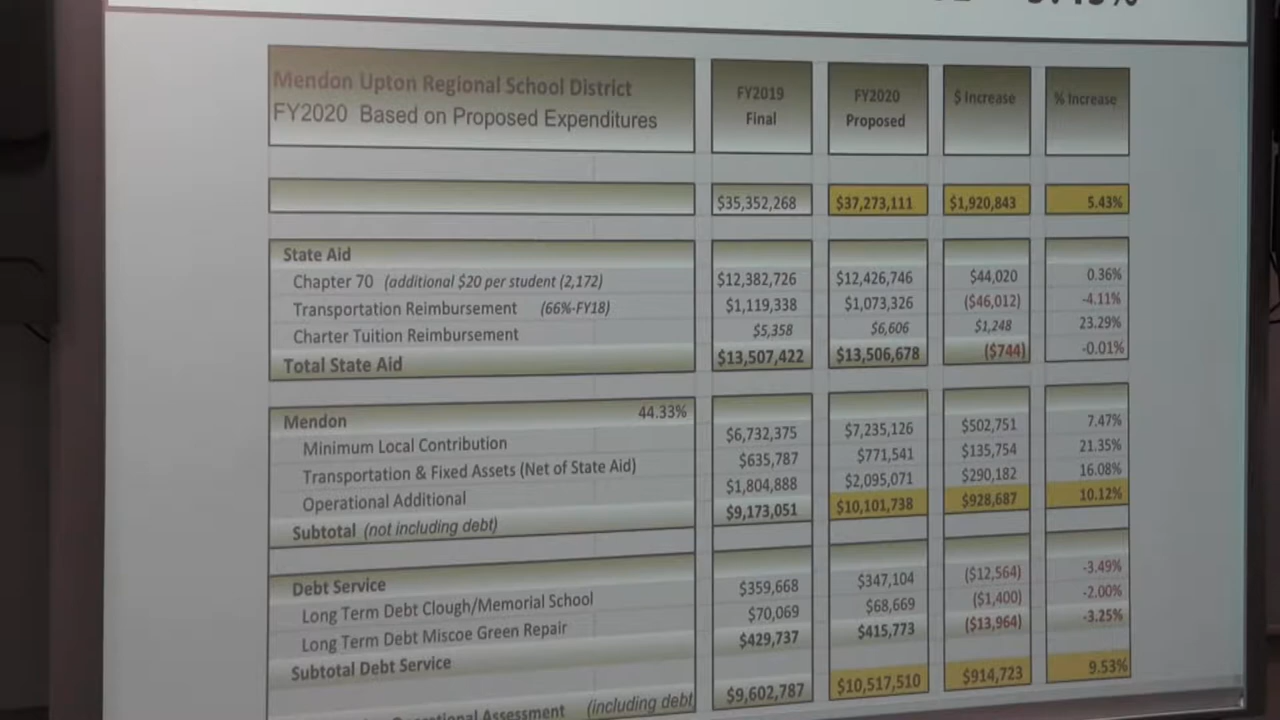 Mendon Upton Regional School District
FY2020 Based on Proposed Expenditures
FY2019 Final
FY2020 Proposed
$ Increase
% Increase
$35,352,268 $37,273,111 $1,920,843 5.43%
State Aid
Chapter 70 (additional $20 per student (2,172) $12,382,726 $12,426,746 $44,020 0.36%
Transportation Reimbursement (66%-FY18) $1,119,338 $1,073,326 ($46,012) -4.11%
Charter Tuition Reimbursement $5,358 $6,606 $1,248 23.29%
Total State Aid $13,507,422 $13,506,678 ($744) -0.01%
Mendon 44.33%
Minimum Local Contribution $6,732,375 $7,235,126 $502,751 7.47%
Transportation & Fixed Assets (Net of State Aid) $635,787 $771,541 $135,754 21.35%
Operational Additional $1,804,888 $2,095,071 $290,182 16.08%
Subtotal (not including debt) $9,173,051 $10,101,738 $928,687 10.12%
Debt Service
Long Term Debt Clough/Memorial School $359,668 $347,104 ($12,564) -3.49%
Long Term Debt Miscoe Green Repair $70,069 $68,669 ($1,400) -2.00%
Subtotal Debt Service $429,737 $415,773 ($13,964) -3.25%
Assessment (including debt $9,602,787 $10,517,510 $914,723 9.53%